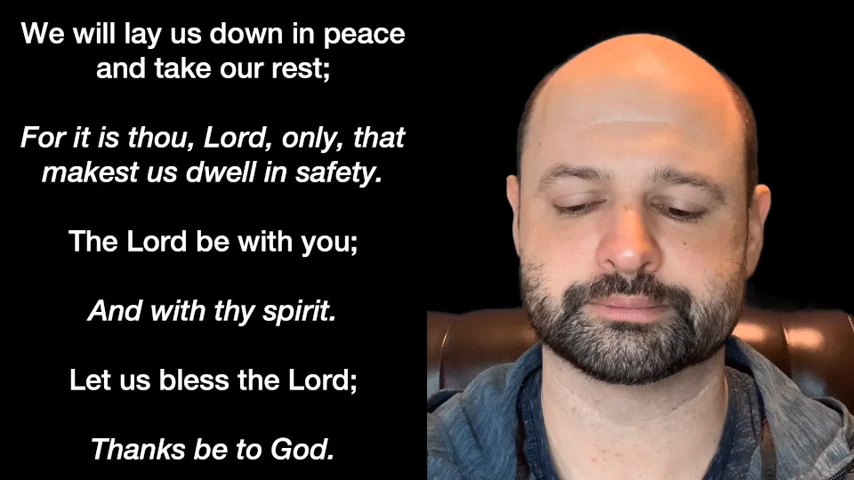 We will lay us down in peace
and take our rest;
For it is thou, Lord, only, that
makest us dwell in safety.
The Lord be with you;
And with thy spirit.
Let us bless the Lord;
Thanks be to God.